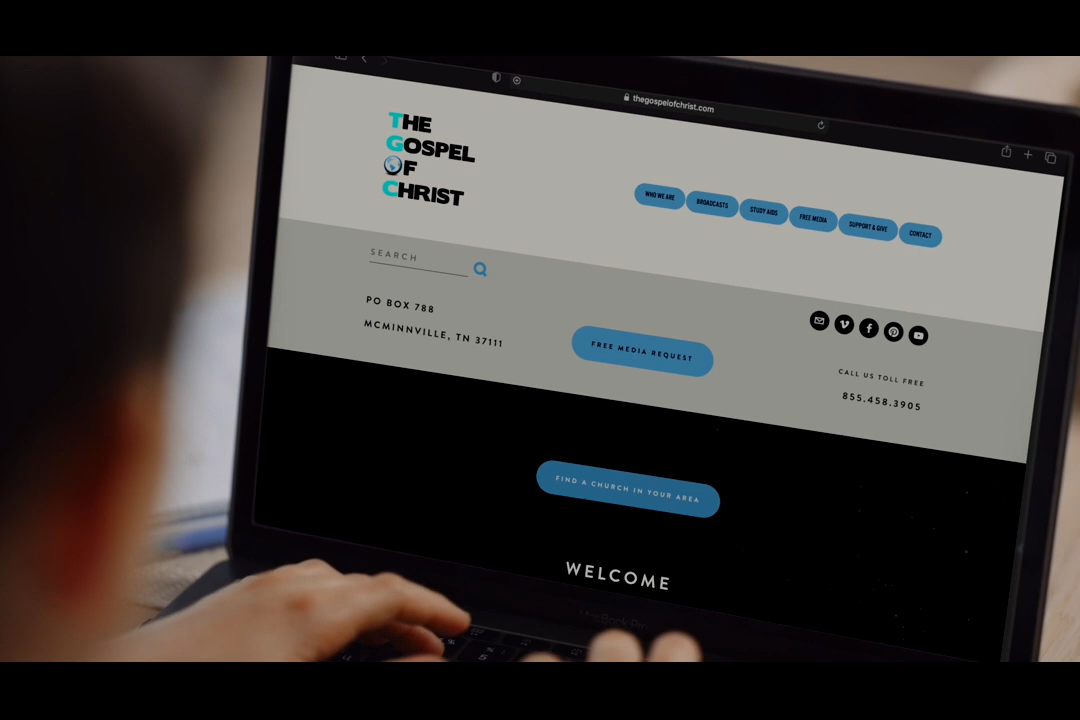 thegospelofchrist.com
THE
GOSPEL
OF
CHRIST
WHO WE ARE
BROADCASTS
STUDY AIDS
FREE MEDIA
SUPPORT & GIVE
CONTACT
SEARCH
PO BOX 788
MCMINNVILLE, TN 37111
FREE MEDIA REQUEST
CALL US TOLL FREE
855.458.3905
FIND A CHURCH IN YOUR AREA
WELCOME
MacBook Pro